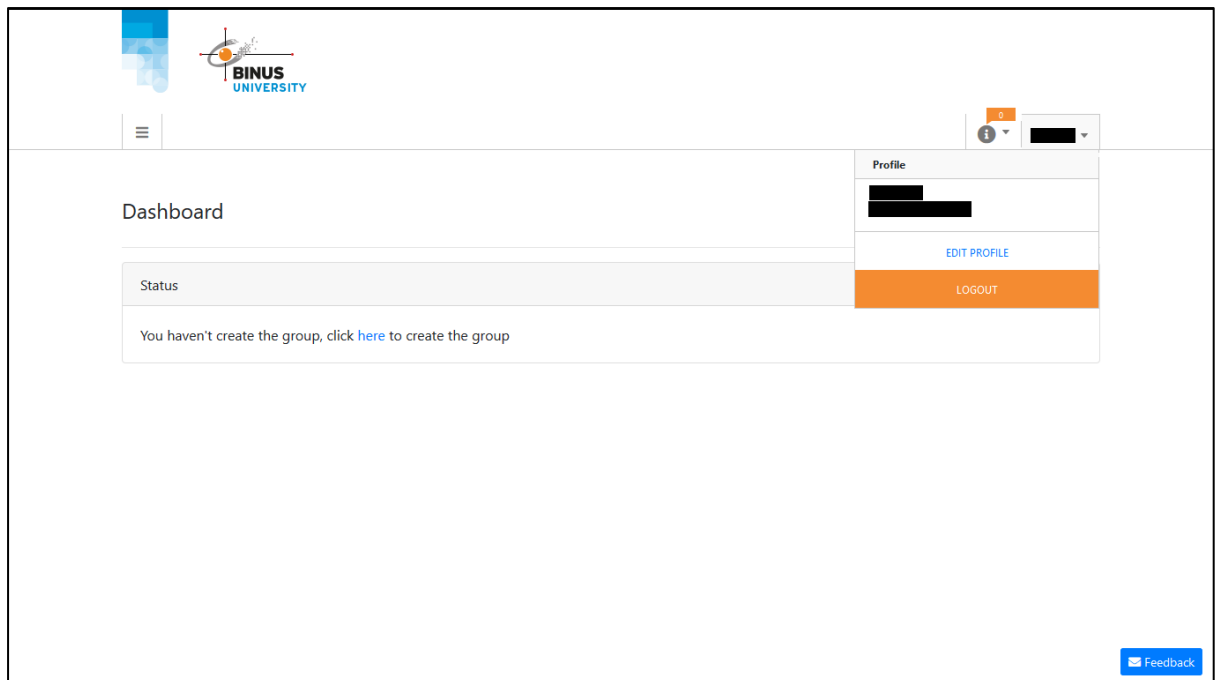 BINUS
UNIVERSITY
0
Profile
Dashboard
EDIT PROFILE
Status
LOGOUT
You haven't create the group, click here to create the group
Feedback